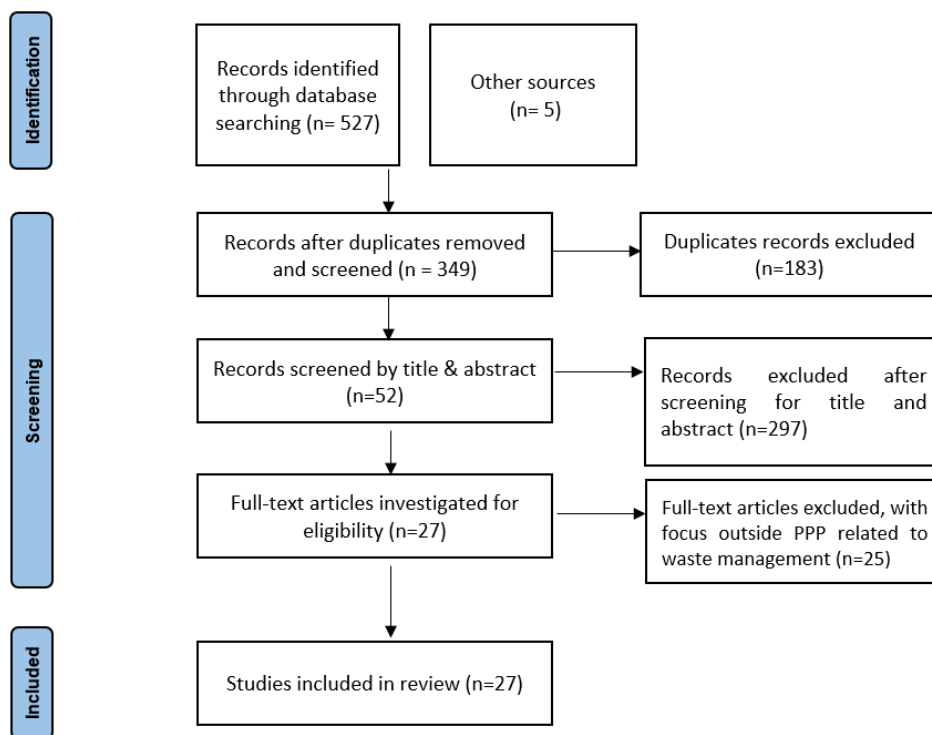 Identification
Records identified
through database
searching (n= 527)
Other sources
(n= 5)
Screening
Records after duplicates removed
and screened (n = 349)
Duplicates records excluded
(n=183)
Records screened by title & abstract
(n=52)
Records excluded after
screening for title and
abstract (n=297)
Full-text articles investigated for
eligibility (n=27)
Full-text articles excluded, with
focus outside PPP related to
waste management (n=25)
Included
Studies included in review (n=27)